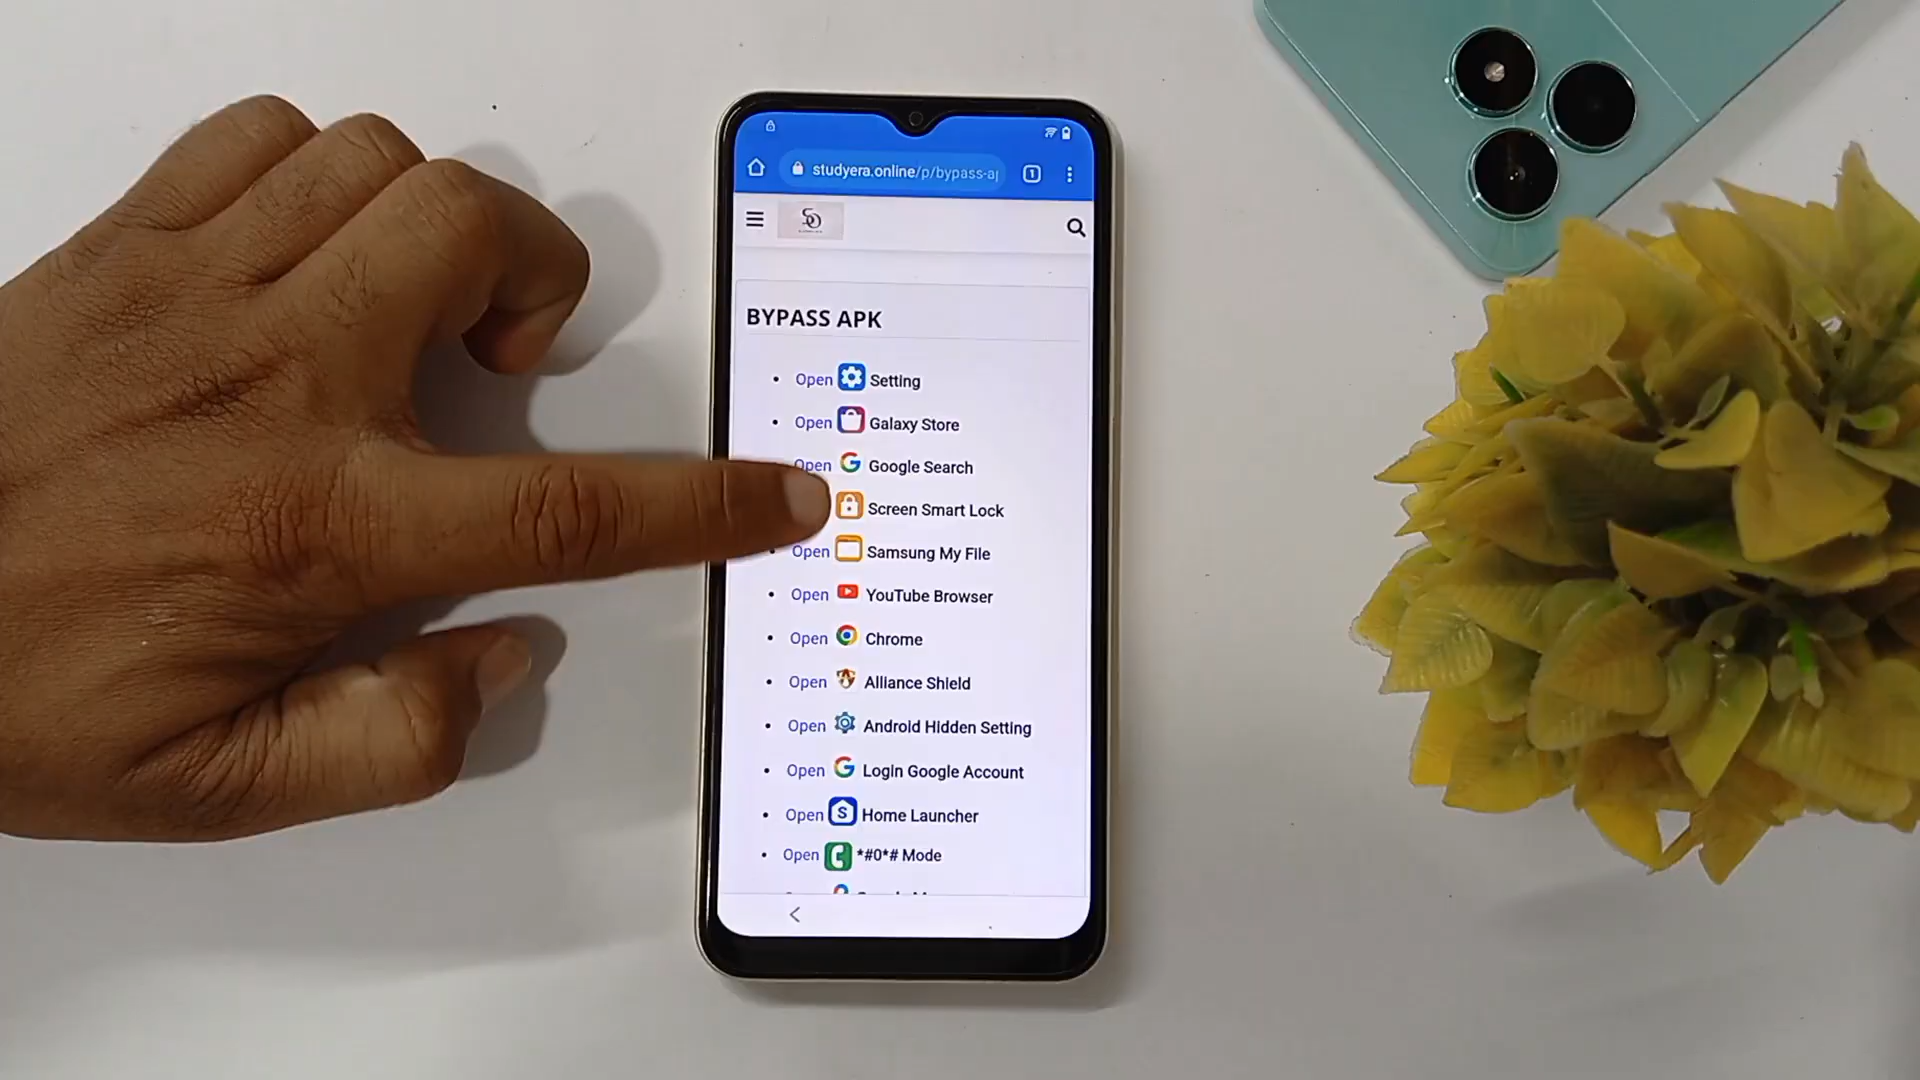 studyera.online/p/bypass-a
SO
BYPASS APK
• Open Setting
• Open Galaxy Store
Open Google Search
Screen Smart Lock
• Open Samsung My File
• Open YouTube Browser
• Open Chrome
• Open Alliance Shield
• Open Android Hidden Setting
• Open Login Google Account
• Open Home Launcher
• Open *#0*# Mode